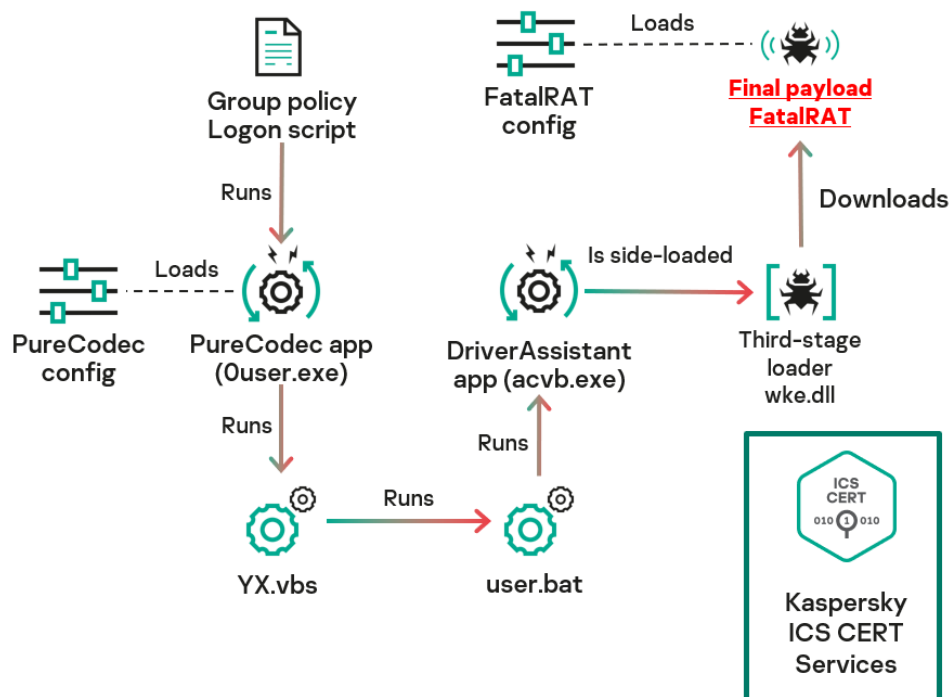 Loads
Group policy
Logon script
FatalRAT
config
Final payload
FatalRAT
Runs
Downloads
Loads
Is side-loaded
PureCodec
config
PureCodec app
(0user.exe)
DriverAssistant
app (acvb.exe)
Third-stage
loader
wke.dll
Runs
Runs
Runs
YX.vbs
user.bat
ICS
CERT
010 1 010
Kaspersky
ICS CERT
Services